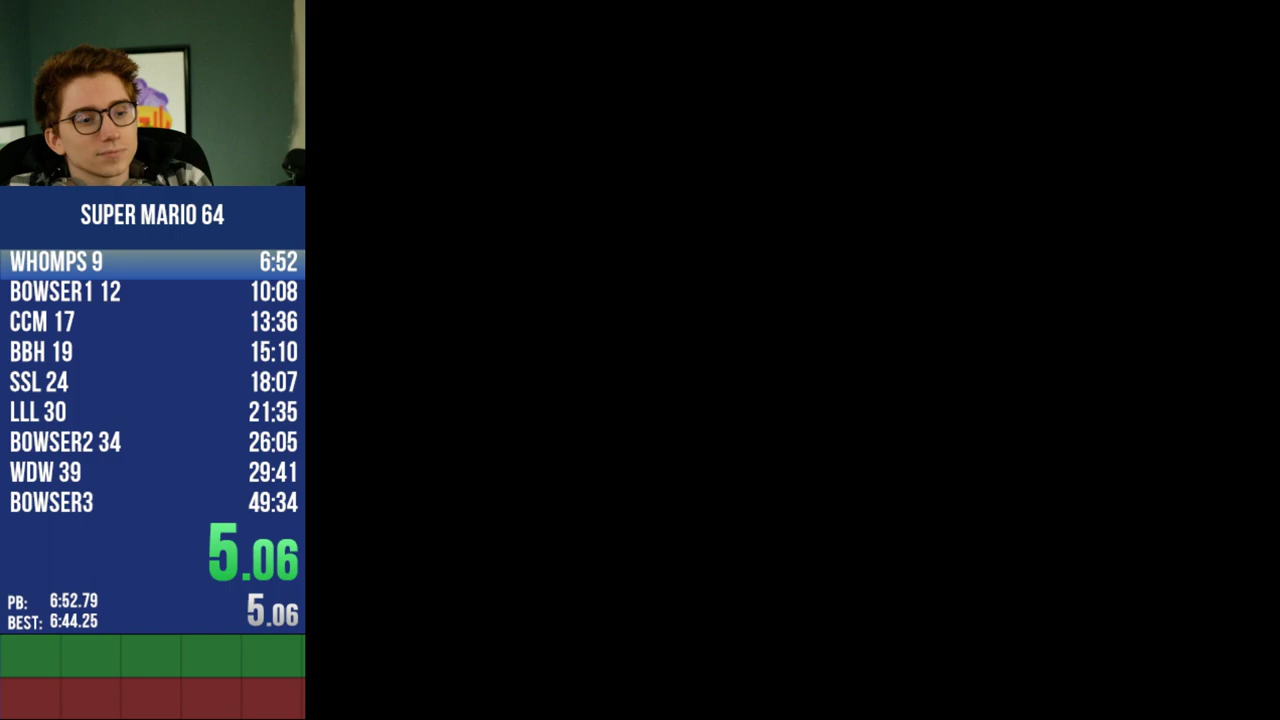 SUPER MARIO 64
WHOMPS 9 6:52
BOWSER1 12 10:08
CCM 17 13:36
BBH 19 15:10
SSL 24 18:07
LLL 30 21:35
BOWSER2 34 26:05
WDW 39 29:41
BOWSER3 49:34
5.06
PB: 6:52.79 5.06
BEST: 6:44.25